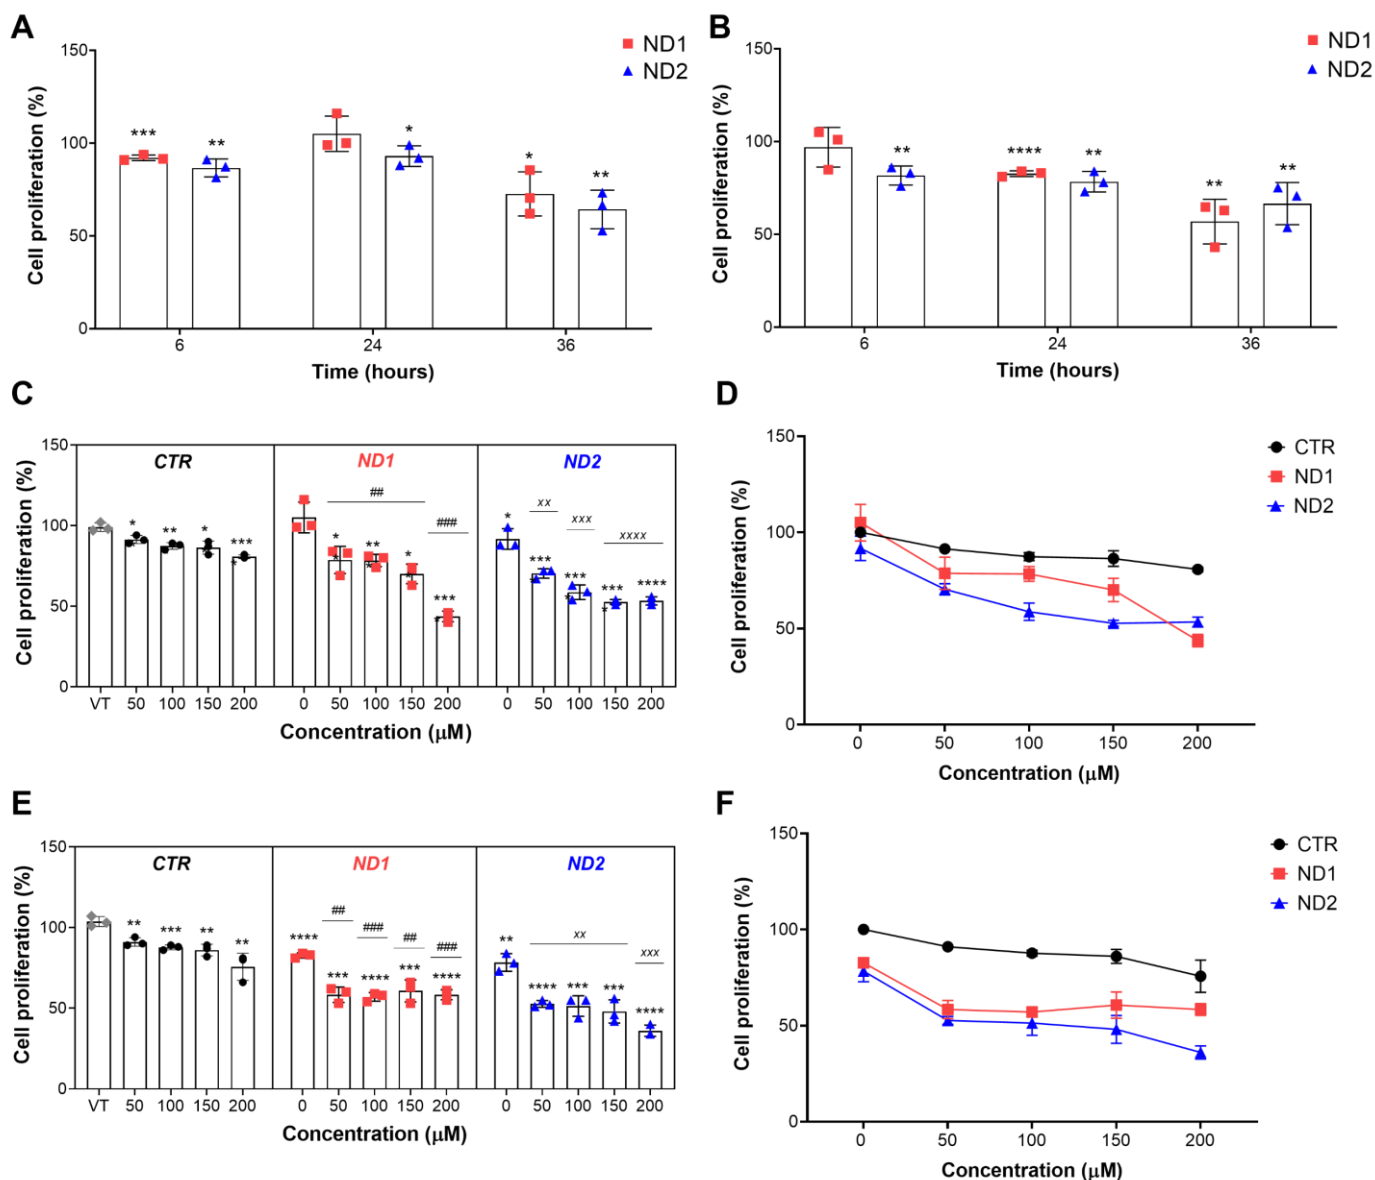 A
150
100
50
0
Cell proliferation (%)
ND1
ND2
***
**
*
*
**
6
24
36
Time (hours)
B
150
100
50
0
Cell proliferation (%)
ND1
ND2
**
****
**
**
**
6
24
36
Time (hours)
C
150
100
50
0
Cell proliferation (%)
CTR
ND1
ND2
*
**
*
***
*
##
###
*
*
**
*
*
*
***
*
*
xx
xxx
xxxx
***
*
***
*
***
*
****
VT 50 100 150 200 0 50 100 150 200 0 50 100 150 200
Concentration (μM)
D
150
100
50
0
Cell proliferation (%)
CTR
ND1
ND2
0 50 100 150 200
Concentration (μM)
E
150
100
50
0
Cell proliferation (%)
CTR
ND1
ND2
**
***
**
**
****
##
###
##
###
***
****
***
****
**
xx
xxx
****
***
***
****
VT 50 100 150 200 0 50 100 150 200 0 50 100 150 200
Concentration (μM)
F
150
100
50
0
Cell proliferation (%)
CTR
ND1
ND2
0 50 100 150 200
Concentration (μM)